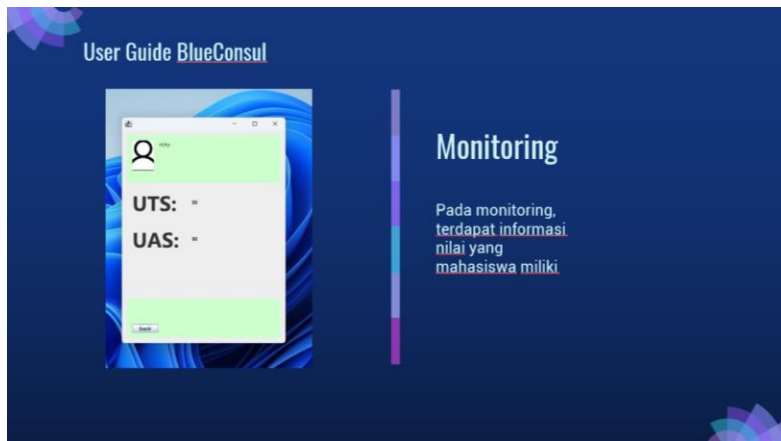 User Guide BlueConsul
UTS:
UAS:
back
Monitoring
Pada monitoring,
terdapat informasi
nilai yang
mahasiswa miliki